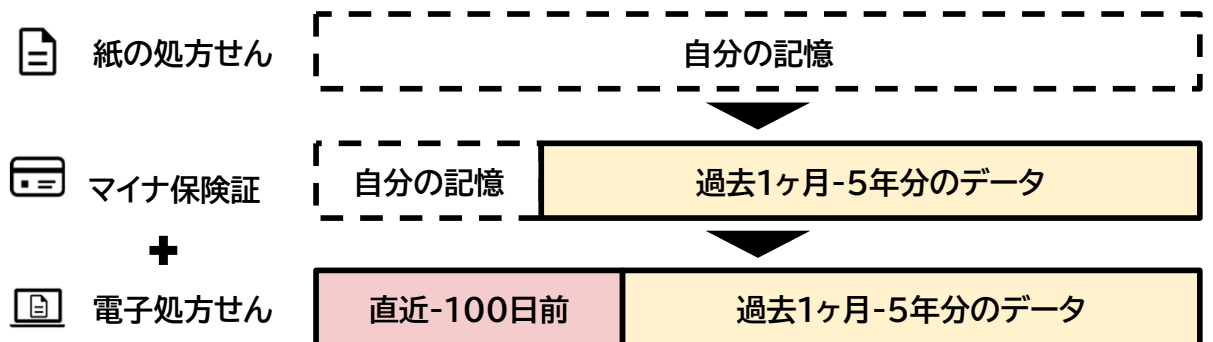 紙の処方せん
自分の記憶
マイナ保険証
自分の記憶
過去1ヶ月-5年分のデータ
+
電子処方せん
直近-100日前
過去1ヶ月-5年分のデータ